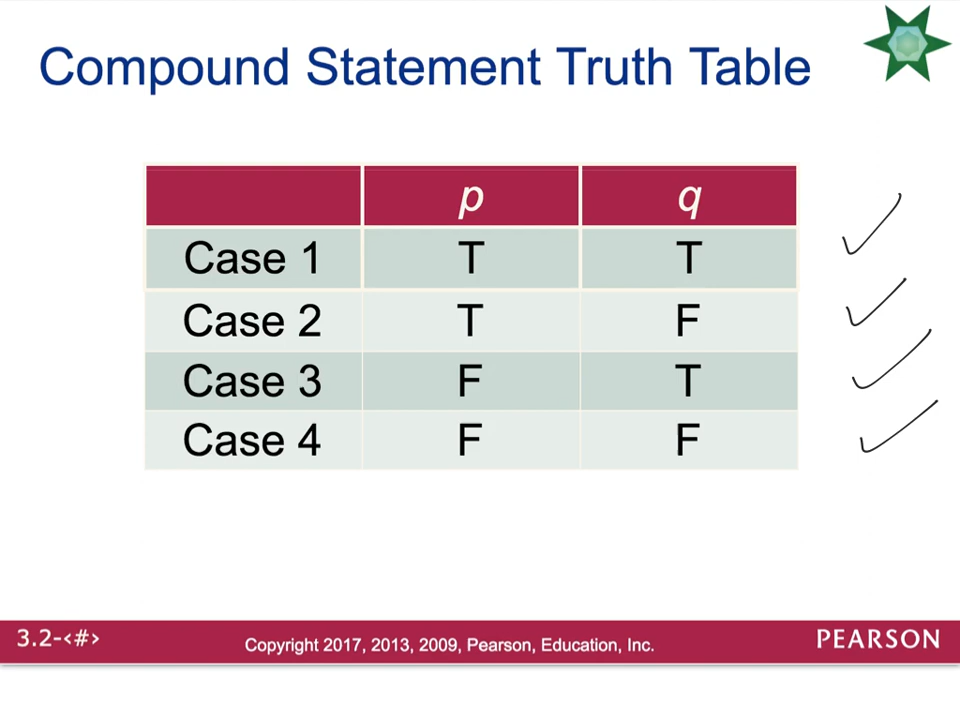 Compound Statement Truth Table
p q
Case 1 T T
Case 2 T F
Case 3 F T
Case 4 F F
3.2-<#> Copyright 2017, 2013, 2009, Pearson, Education, Inc. PEARSON